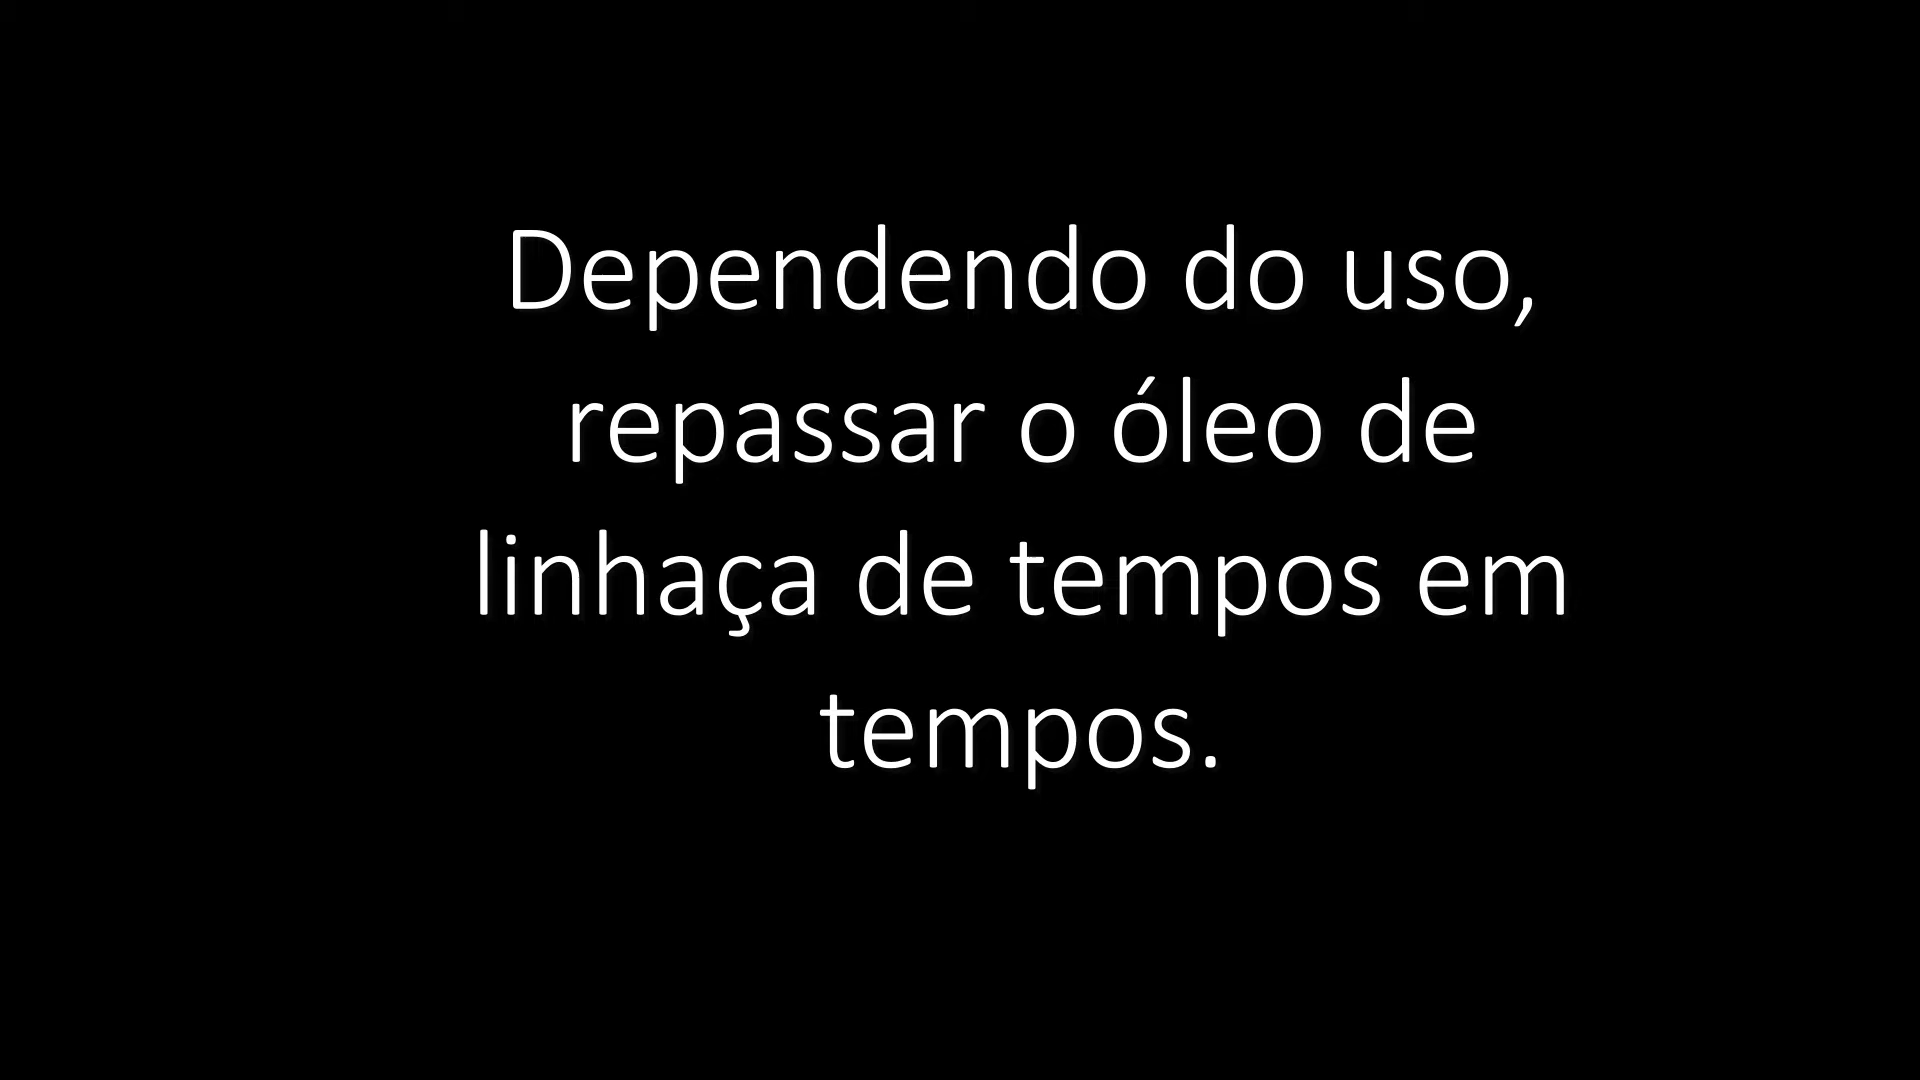 Dependendo do uso,
repassar o óleo de
linhaça de tempos em
tempos.